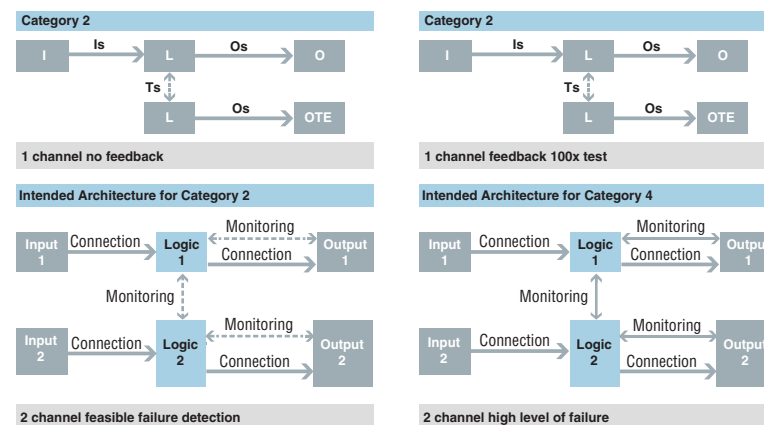 Category 2
I
Is
L
Os
O
Ts
L
Os
OTE
1 channel no feedback
Category 2
I
Is
L
Os
O
Ts
L
Os
OTE
1 channel feedback 100x test
Intended Architecture for Category 2
Input
1
Connection
Logic
1
Monitoring
Connection
Output
1
Monitoring
Input
2
Connection
Logic
2
Monitoring
Connection
Output
2
2 channel feasible failure detection
Intended Architecture for Category 4
Input
1
Connection
Logic
1
Monitoring
Connection
Outpu
1
Monitoring
Input
2
Connection
Logic
2
Monitoring
Connection
Outpu
2
2 channel high level of failure